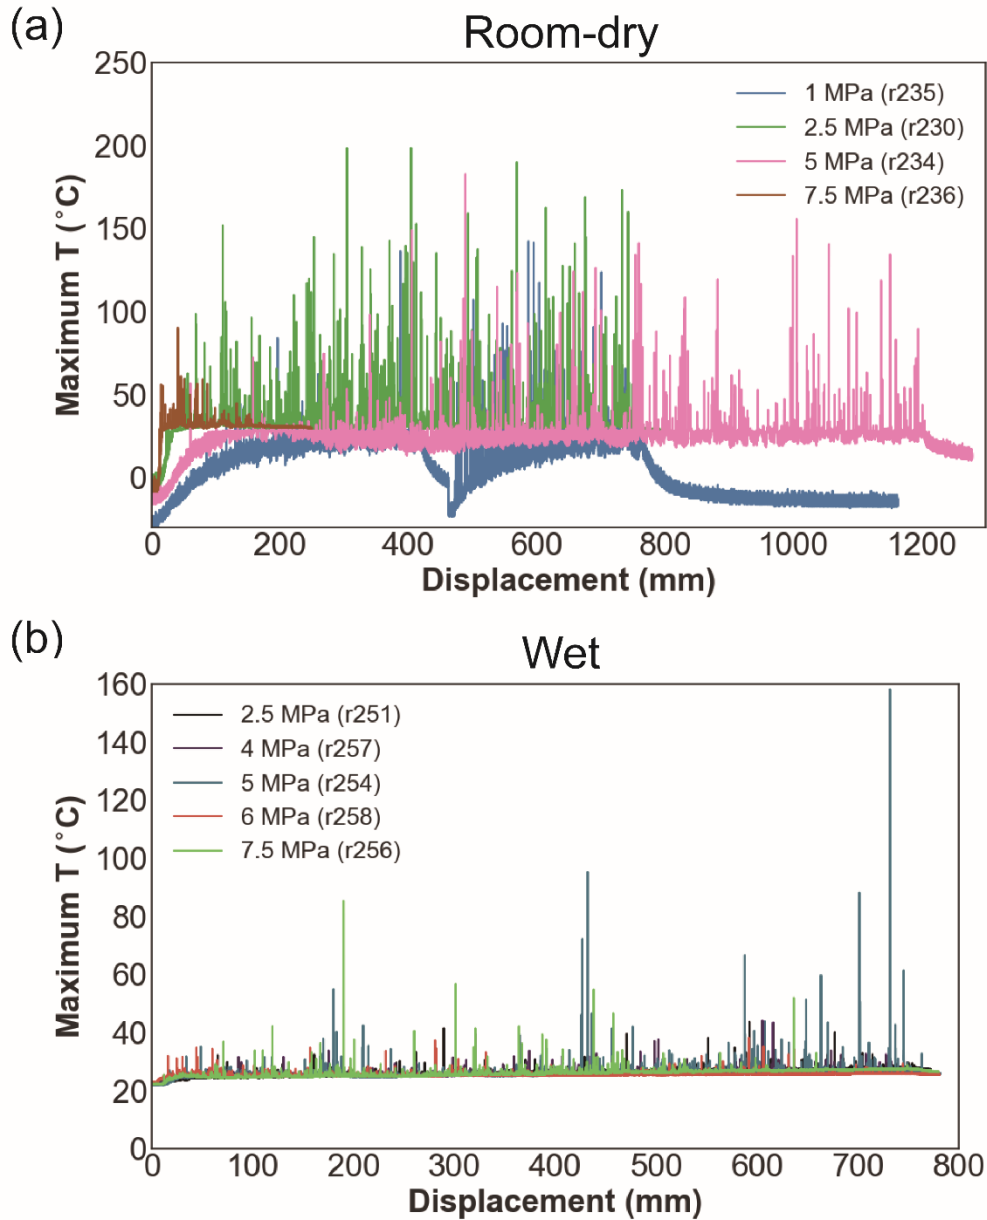 (a)
Room-dry
250
200
150
100
50
0
Maximum T (°C)
1 MPa (r235)
2.5 MPa (r230)
5 MPa (r234)
7.5 MPa (r236)
0 200 400 600 800 1000 1200
Displacement (mm)
(b)
Wet
160
140
120
100
80
60
40
20
0
Maximum T (°C)
2.5 MPa (r251)
4 MPa (r257)
5 MPa (r254)
6 MPa (r258)
7.5 MPa (r256)
0 100 200 300 400 500 600 700 800
Displacement (mm)